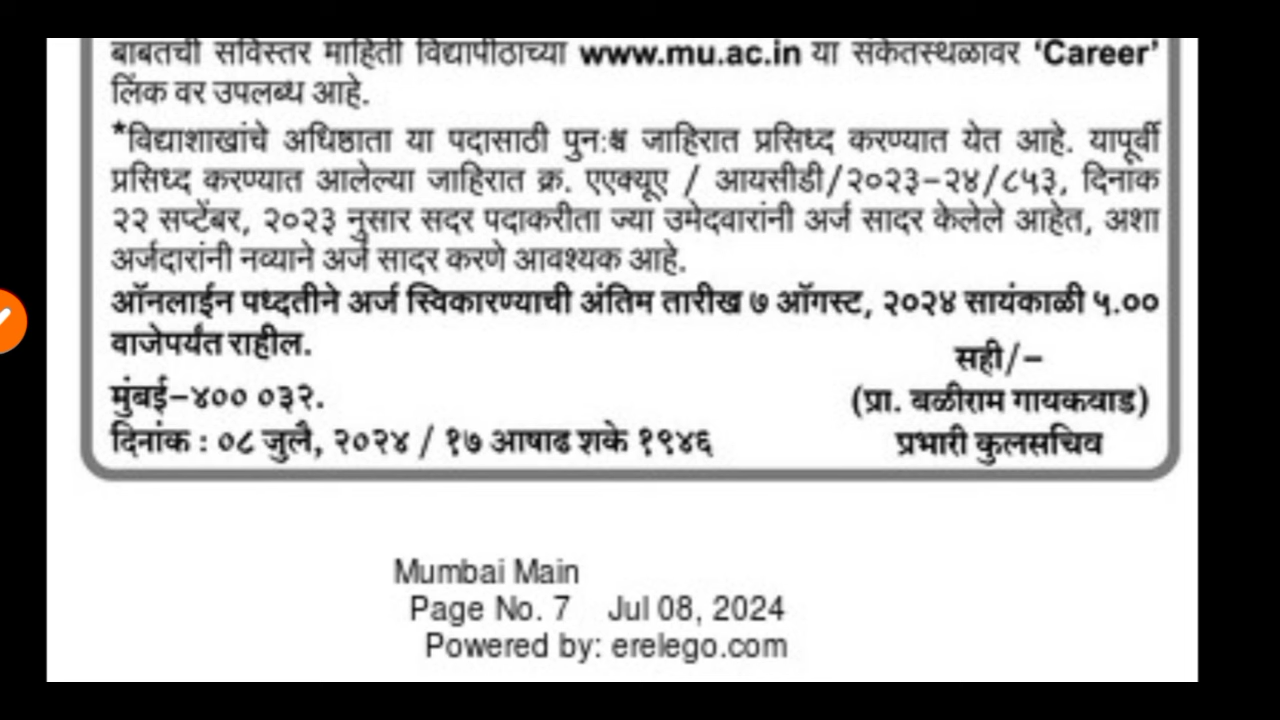 बाबतची सविस्तर माहिती विद्यापीठाच्या www.mu.ac.in या संकेतस्थळावर ‘Career’
लिंक वर उपलब्ध आहे.
*विद्याशाखांचे अधिष्ठाता या पदासाठी पुन:श्च जाहिरात प्रसिध्द करण्यात येत आहे. यापूर्वी
प्रसिध्द करण्यात आलेल्या जाहिरात क्र. एएक्यूए / आयसीडी/२०२३-२४/८५३, दिनांक
२२ सप्टेंबर, २०२३ नुसार सदर पदाकरीता ज्या उमेदवारांनी अर्ज सादर केलेले आहेत, अशा
अर्जदारांनी नव्याने अर्ज सादर करणे आवश्यक आहे.
ऑनलाईन पध्दतीने अर्ज स्विकारण्याची अंतिम तारीख ७ ऑगस्ट, २०२४ सायंकाळी ५.००
वाजेपर्यंत राहील.
सही/-
मुंबई-४०० ०३२.
(प्रा. बळीराम गायकवाड)
दिनांक : ०८ जुलै, २०२४ / १७ आषाढ शके १९४६
प्रभारी कुलसचिव
Mumbai Main
Page No. 7 Jul 08, 2024
Powered by: erelego.com